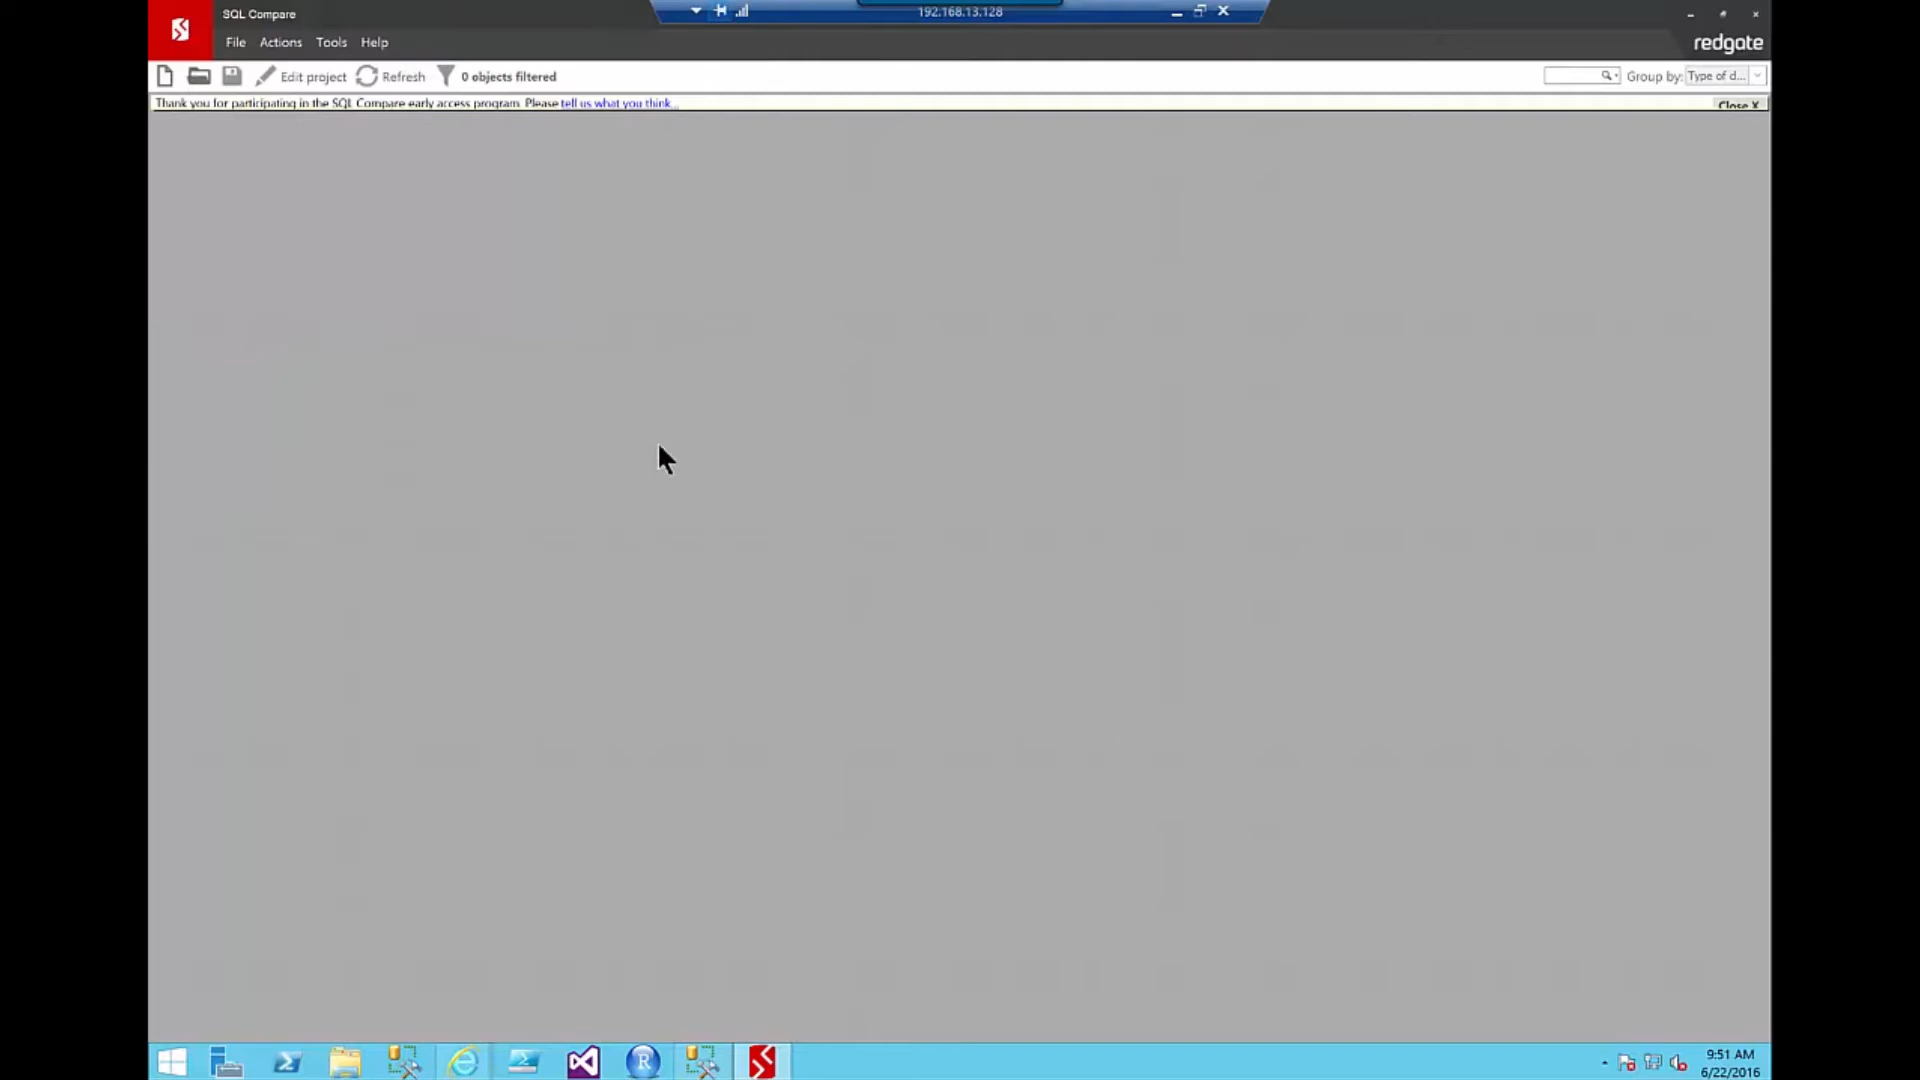 SQL Compare
192.168.13.128
File Actions Tools Help
redgate
Edit project Refresh 0 objects filtered
Group by: Type of d...
Thank you for participating in the SQL Compare early access program. Please tell us what you think...
Close X
R
9:51 AM
6/22/2016